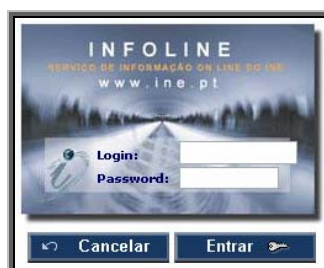 INFOLINE
SERVIÇO DE INFORMAÇÃO ON LINE DO INE
www.ine.pt
Login:
Password:
Cancelar Entrar